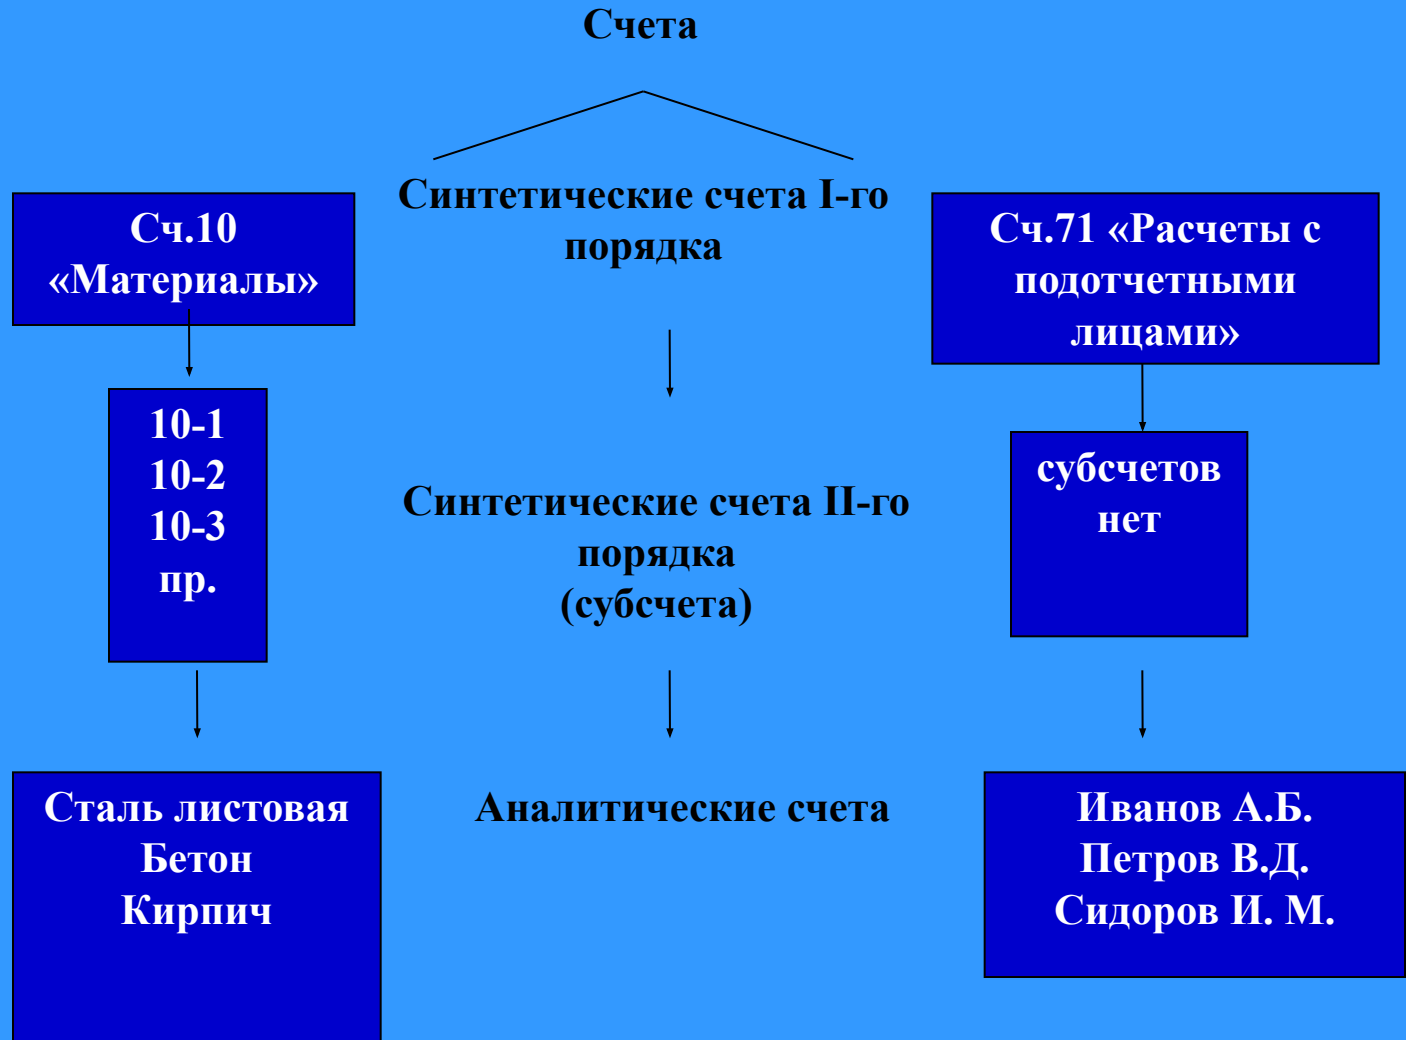 Счета
Синтетические счета I-го
порядка
Сч.10
«Материалы»
Сч.71 «Расчеты с
подотчетными
лицами»
10-1
10-2
10-3
пр.
Синтетические счета II-го
порядка
(субсчета)
субсчетов
нет
Сталь листовая
Бетон
Кирпич
Аналитические счета
Иванов А.Б.
Петров В.Д.
Сидоров И. М.